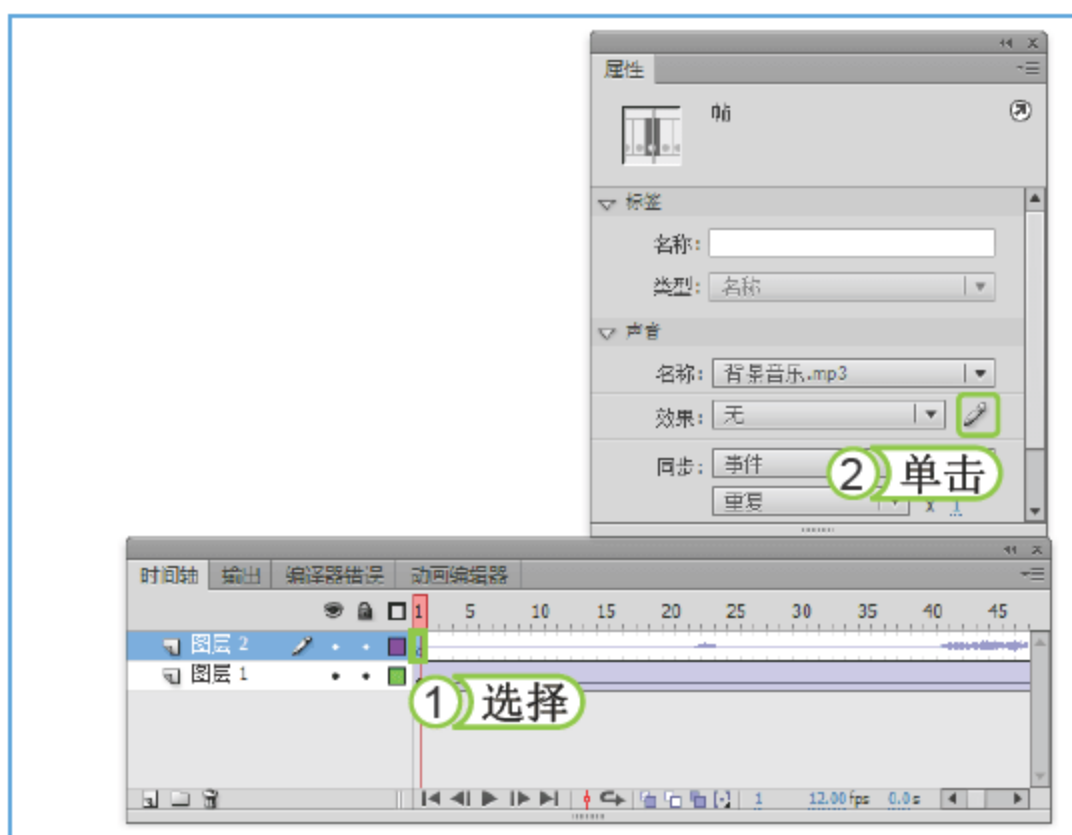 属性
帧
标签
名称:
类型: 名称
声音
名称: 背景音乐.mp3
效果: 无
同步: 事件
② 单击
重复 x 1
时间轴 输出 编译器错误 动画编辑器
1 5 10 15 20 25 30 35 40 45
图层 2
图层 1
① 选择
1 12.00 fps 0.0 s